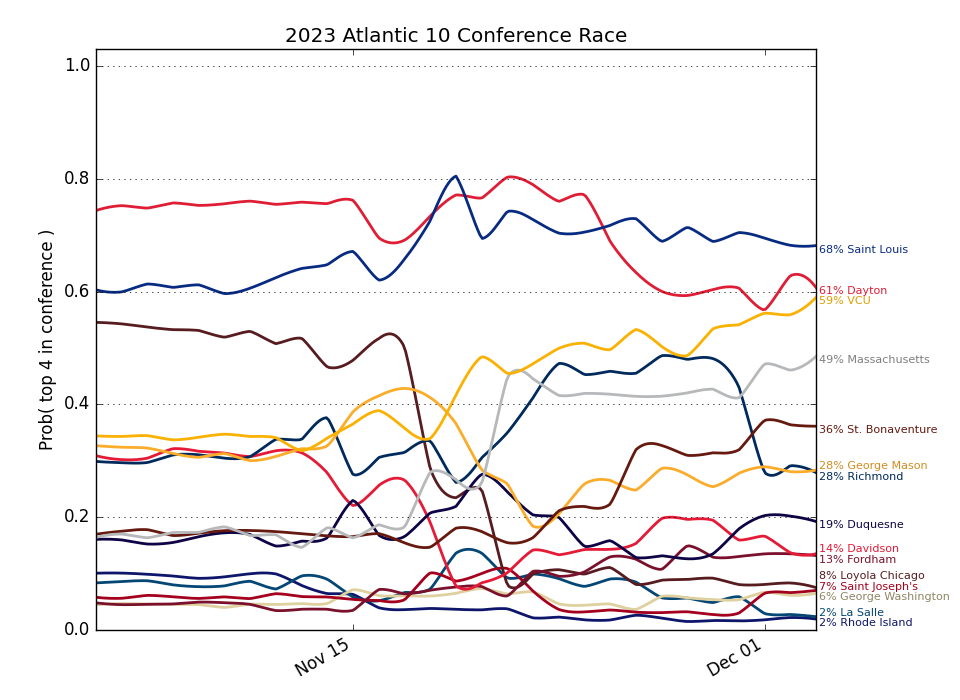 2023 Atlantic 10 Conference Race
1.0
0.8
0.6
0.4
0.2
0.0
Prob( top 4 in conference )
Nov 15
Dec 01
68% Saint Louis
61% Dayton
59% VCU
49% Massachusetts
36% St. Bonaventure
28% George Mason
28% Richmond
19% Duquesne
14% Davidson
13% Fordham
8% Loyola Chicago
7% Saint Joseph's
6% George Washington
2% La Salle
2% Rhode Island